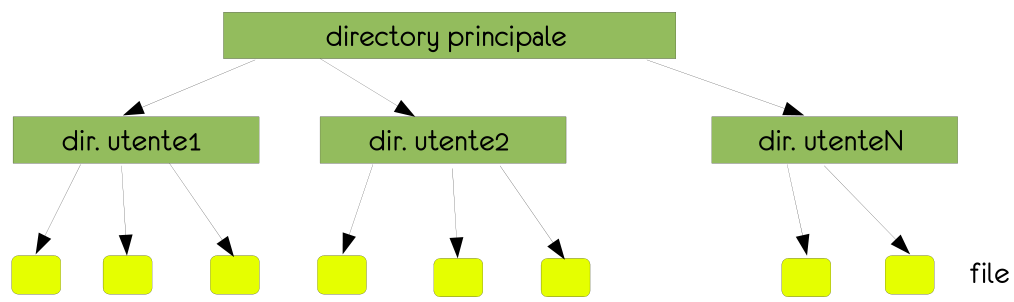 directory principale
dir. utente1
dir. utente2
dir. utenteN
file